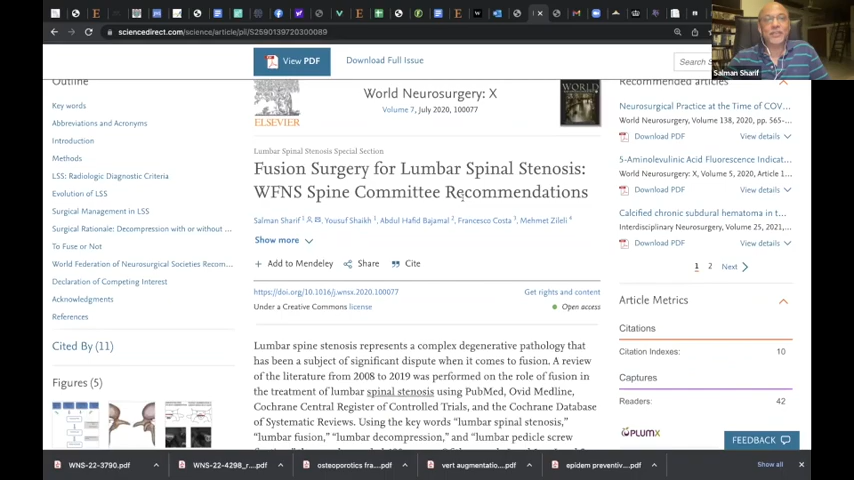 sciencedirect.com/science/article/pii/S2590139720300089
View PDF
Download Full Issue
Search S
Salman Sharif
Outline
Key words
Abbreviations and Acronyms
Introduction
Methods
LSS: Radiologic Diagnostic Criteria
Evolution of LSS
Surgical Management in LSS
Surgical Rationale: Decompression with or without ...
To Fuse or Not
World Federation of Neurosurgical Societies Recom...
Declaration of Competing Interest
Acknowledgments
References
Cited By (11)
Figures (5)
ELSEVIER
World Neurosurgery: X
Volume 7, July 2020, 100077
WORLD
Lumbar Spinal Stenosis Special Section
Fusion Surgery for Lumbar Spinal Stenosis:
WFNS Spine Committee Recommendations
Salman Sharif 1, Yousuf Shaikh 1, Abdul Hafid Bajamal 2, Francesco Costa 3, Mehmet Zileli 4
Show more
+ Add to Mendeley Share Cite
https://doi.org/10.1016/j.wnsx.2020.100077 Get rights and content
Under a Creative Commons license Open access
Lumbar spine stenosis represents a complex degenerative pathology that
has been a subject of significant dispute when it comes to fusion. A review
of the literature from 2008 to 2019 was performed on the role of fusion in
the treatment of lumbar spinal stenosis using PubMed, Ovid Medline,
Cochrane Central Register of Controlled Trials, and the Cochrane Database
of Systematic Reviews. Using the key words “lumbar spinal stenosis,”
“lumbar fusion,” “lumbar decompression,” and “lumbar pedicle screw
Recommended articles
Neurosurgical Practice at the Time of COV...
World Neurosurgery, Volume 138, 2020, pp. 565-...
Download PDF View details
5-Aminolevulinic Acid Fluorescence Indicat...
World Neurosurgery: X, Volume 5, 2020, Article 1...
Download PDF View details
Calcified chronic subdural hematoma in t...
Interdisciplinary Neurosurgery, Volume 25, 2021,...
Download PDF View details
1 2 Next
Article Metrics
Citations
Citation Indexes: 10
Captures
Readers: 42
PLUMX
FEEDBACK
WNS-22-3790.pdf
WNS-22-4298_r....pdf
osteoporotics fra....pdf
vert augmentatio....pdf
epidem preventiv....pdf
Show all